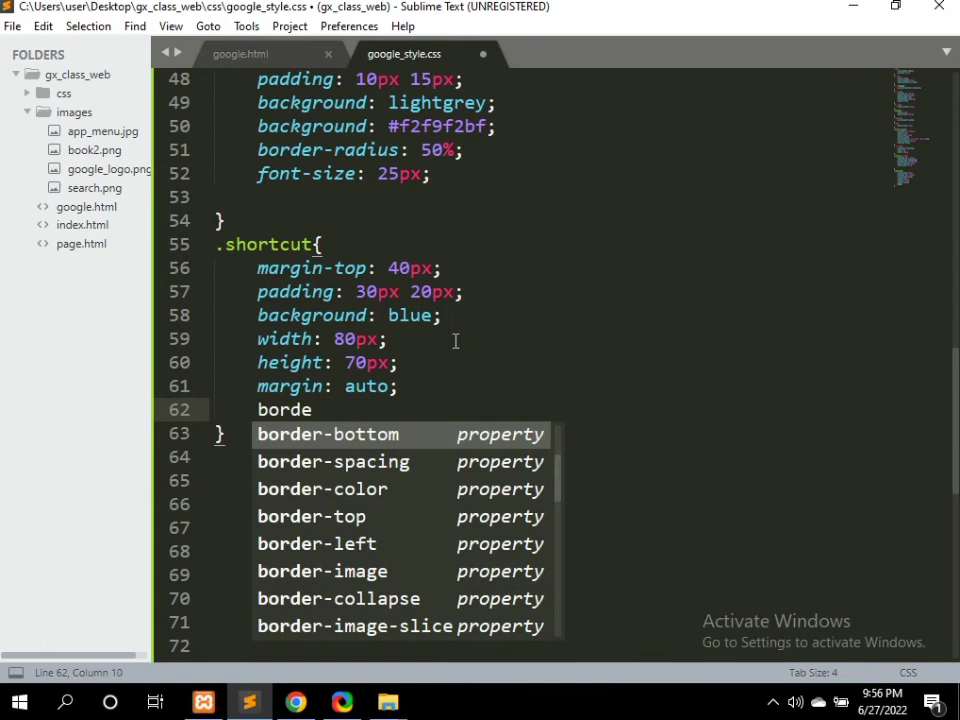 C:\Users\user\Desktop\gx_class_web\css\google_style.css • (gx_class_web) - Sublime Text (UNREGISTERED)
File Edit Selection Find View Goto Tools Project Preferences Help
FOLDERS
gx_class_web
css
images
app_menu.jpg
book2.png
google_logo.png
search.png
google.html
index.html
page.html
google.html google_style.css
48 padding: 10px 15px;
49 background: lightgrey;
50 background: #f2f9f2bf;
51 border-radius: 50%;
52 font-size: 25px;
53
54 }
55 .shortcut{
56 margin-top: 40px;
57 padding: 30px 20px;
58 background: blue;
59 width: 80px;
60 height: 70px;
61 margin: auto;
62 borde
63 }
64
65
66
67
68
69
70
71
72
border-bottom property
border-spacing property
border-color property
border-top property
border-left property
border-image property
border-collapse property
border-image-slice property
Activate Windows
Go to Settings to activate Windows.
Line 62, Column 10 Tab Size: 4 CSS
9:56 PM
6/27/2022
1